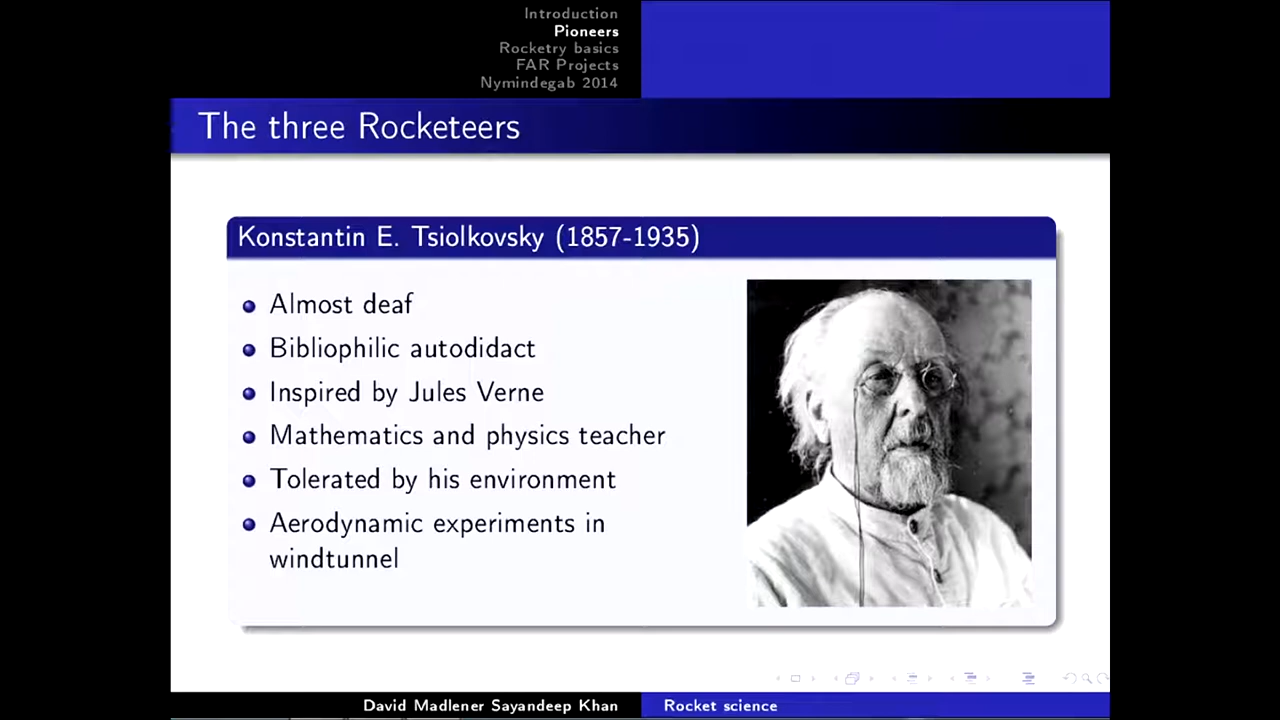 Introduction
Pioneers
Rocketry basics
FAR Projects
Nymindegab 2014
The three Rocketeers
Konstantin E. Tsiolkovsky (1857-1935)
Almost deaf
Bibliophilic autodidact
Inspired by Jules Verne
Mathematics and physics teacher
Tolerated by his environment
Aerodynamic experiments in
windtunnel
David Madlener Sayandeep Khan
Rocket science